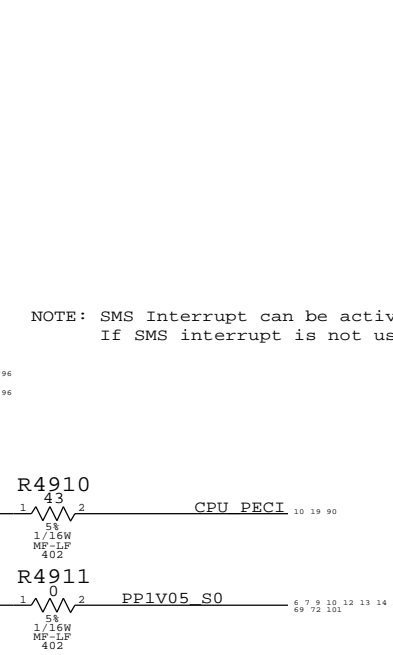 NOTE: SMS Interrupt can be activ
If SMS interrupt is not us
96
96
R4910
43
1 2 CPU_PECI 10 19 90
5%
1/16W
MF-LF
402
R4911
0
1 2 PP1V05_S0 6 7 9 10 12 13 14
69 72 101
5%
1/16W
MF-LF
402